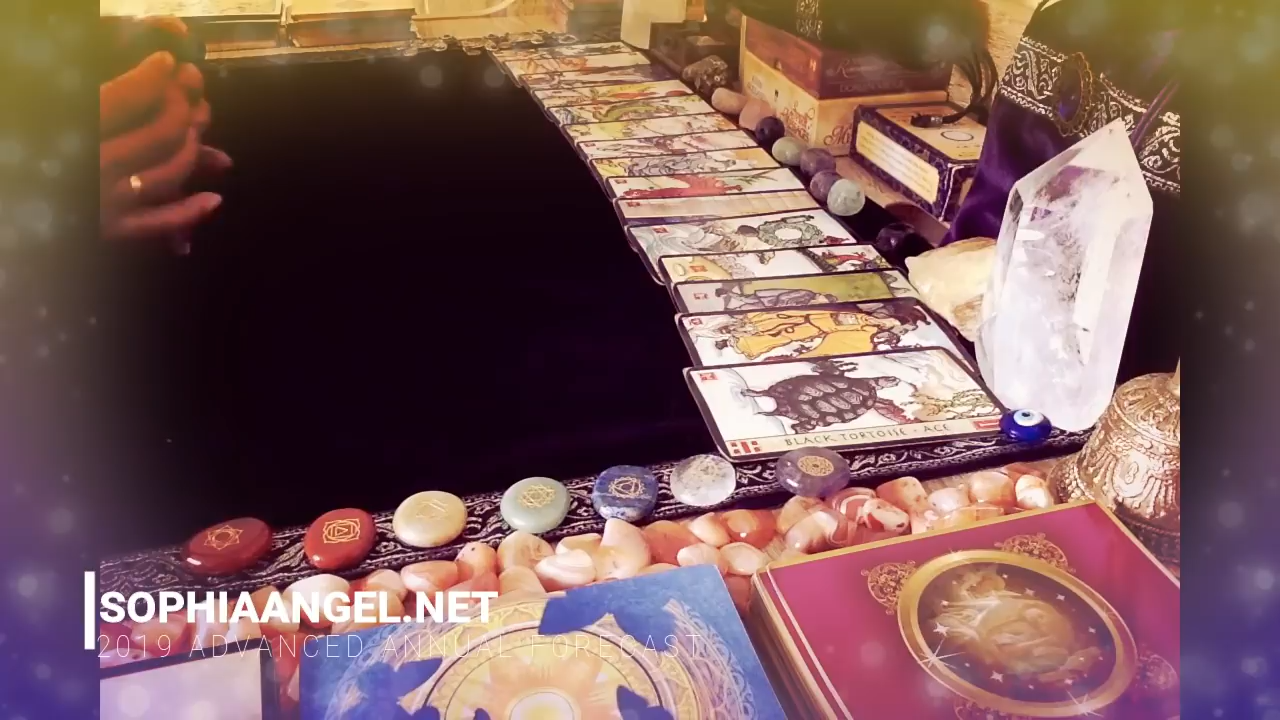 BLACK TORTOISE - ACE
SOPHIAANGEL.NET
2019 ADVANCED ANNUAL FORECAST